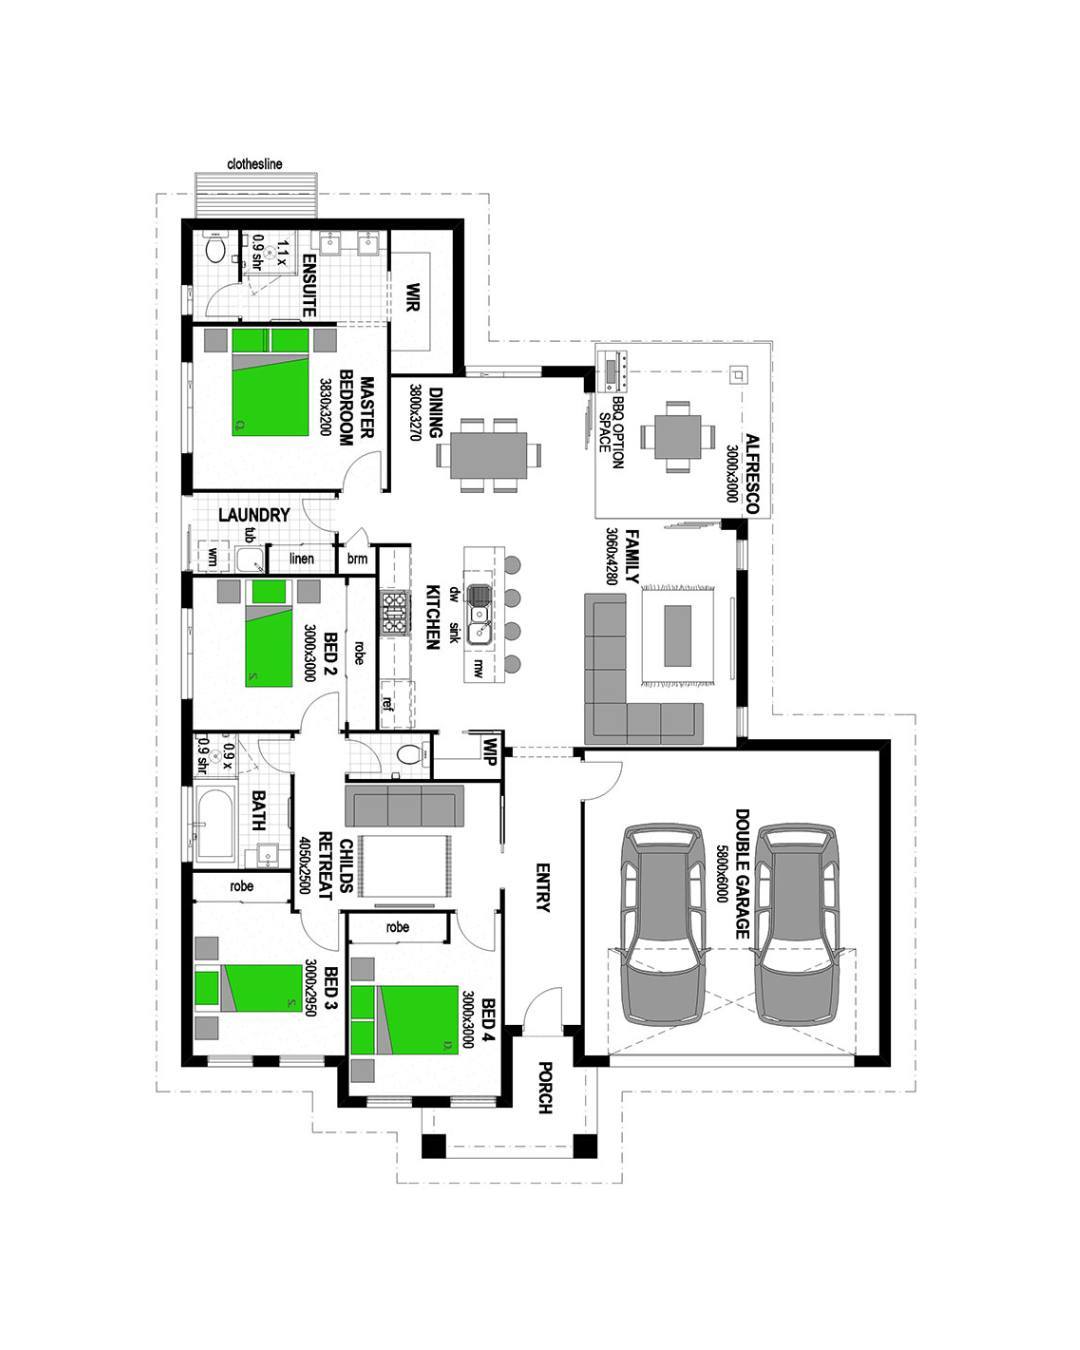 clothesline
1.1 x
0.9 shr
ENSUITE
WIR
MASTER
BEDROOM
3830x3200
DINING
3800x3270
BBQ OPTION
SPACE
ALFRESCO
3000x3000
LAUNDRY
tub
wm
linen
brm
FAMILY
3060x4280
KITCHEN
dw
sink
mw
ref
BED 2
3000x3000
robe
WIP
0.9 x
0.9 shr
BATH
CHILDS
RETREAT
4050x2500
ENTRY
DOUBLE GARAGE
5800x6000
robe
robe
BED 3
3000x2950
BED 4
3000x3000
PORCH